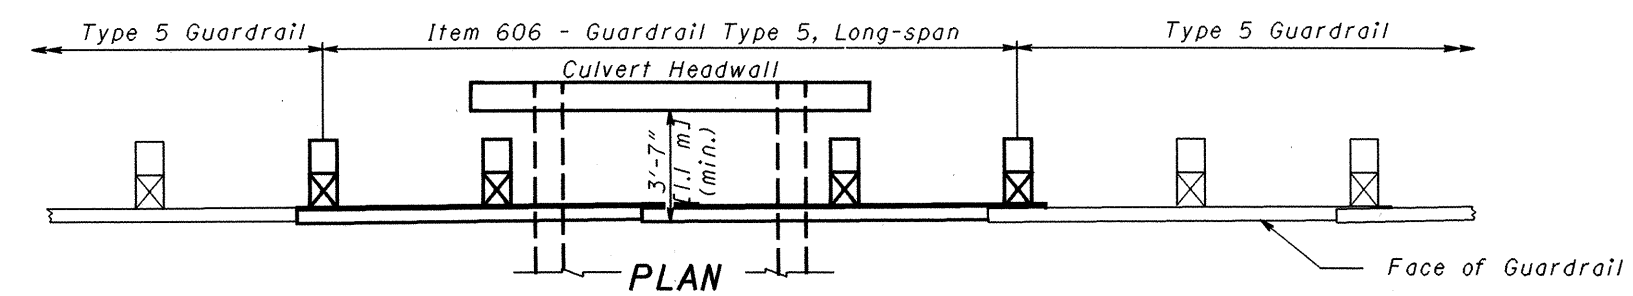 Type 5 Guardrail
Item 606 - Guardrail Type 5, Long-span
Type 5 Guardrail
Culvert Headwall
3'-7"
[1.1 m]
(min.)
PLAN
Face of Guardrail